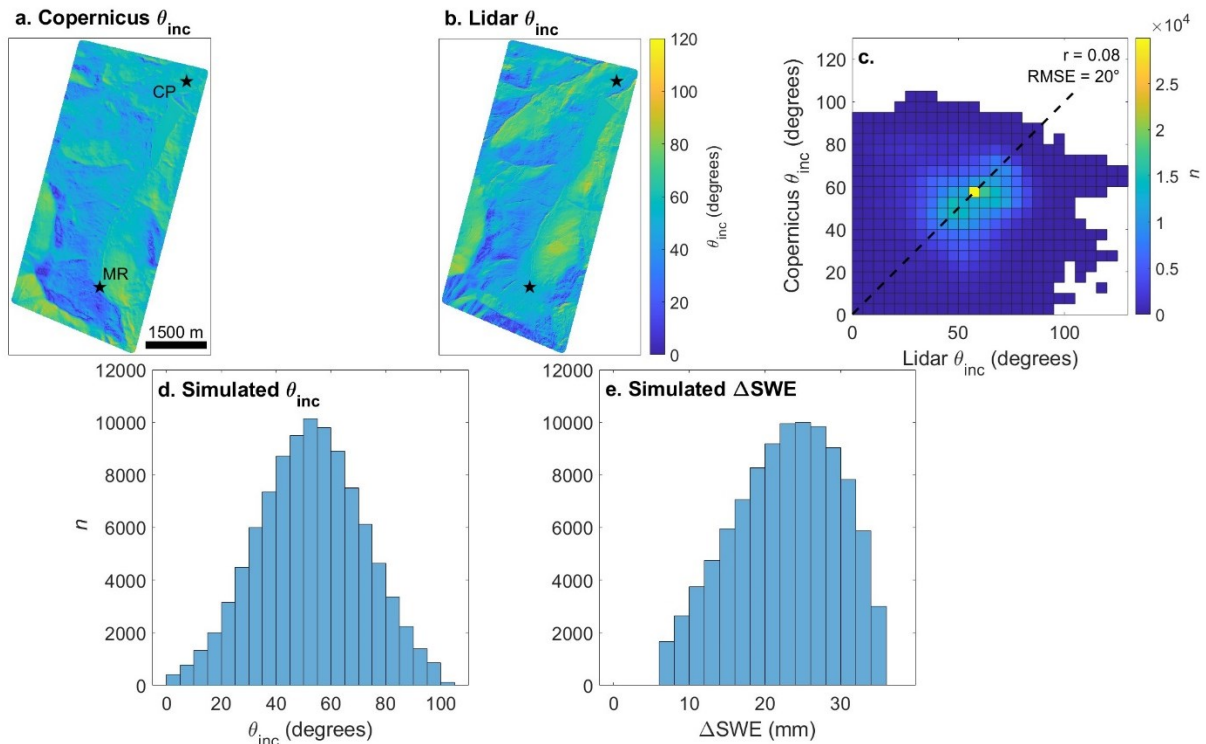 a. Copernicus θinc
CP
MR
1500 m
b. Lidar θinc
120
100
80
60
40
20
0
θinc (degrees)
c.
r = 0.08
RMSE = 20°
120
100
80
60
40
20
0
Copernicus θinc (degrees)
0 50 100
Lidar θinc (degrees)
×10⁴
2.5
2
1.5
1
0.5
0
n
d. Simulated θinc
12000
10000
8000
6000
4000
2000
0
n
0 20 40 60 80 100
θinc (degrees)
e. Simulated ΔSWE
12000
10000
8000
6000
4000
2000
0
0 10 20 30
ΔSWE (mm)